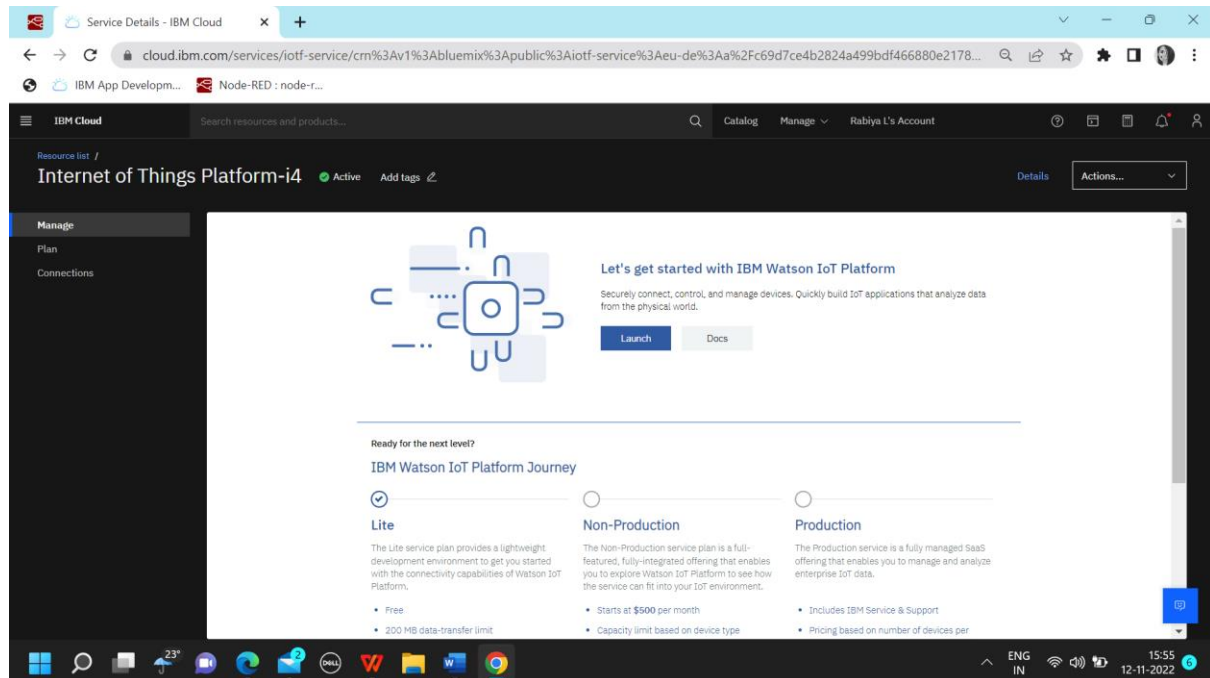 Service Details - IBM Cloud
cloud.ibm.com/services/iotf-service/crn%3Av1%3Abluemix%3Apublic%3Aiotf-service%3Aeu-de%3Aa%2Fc69d7ce4b2824a499bdf466880e2178...
IBM App Developm...
Node-RED : node-r...
IBM Cloud
Search resources and products...
Catalog
Manage
Rabiya L's Account
Resource list /
Internet of Things Platform-i4
Active
Add tags
Details
Actions...
Manage
Plan
Connections
Let's get started with IBM Watson IoT Platform
Securely connect, control, and manage devices. Quickly build IoT applications that analyze data
from the physical world.
Launch
Docs
Ready for the next level?
IBM Watson IoT Platform Journey
Lite
The Lite service plan provides a lightweight
development environment to get you started
with the connectivity capabilities of Watson IoT
Platform.
• Free
• 200 MB data-transfer limit
Non-Production
The Non-Production service plan is a full-
featured, fully-integrated offering that enables
you to explore Watson IoT Platform to see how
the service can fit into your IoT environment.
• Starts at $500 per month
• Capacity limit based on device type
Production
The Production service is a fully managed SaaS
offering that enables you to manage and analyze
enterprise IoT data.
• Includes IBM Service & Support
• Pricing based on number of devices per
23°
2
DELL
W
ENG
IN
15:55
12-11-2022
6